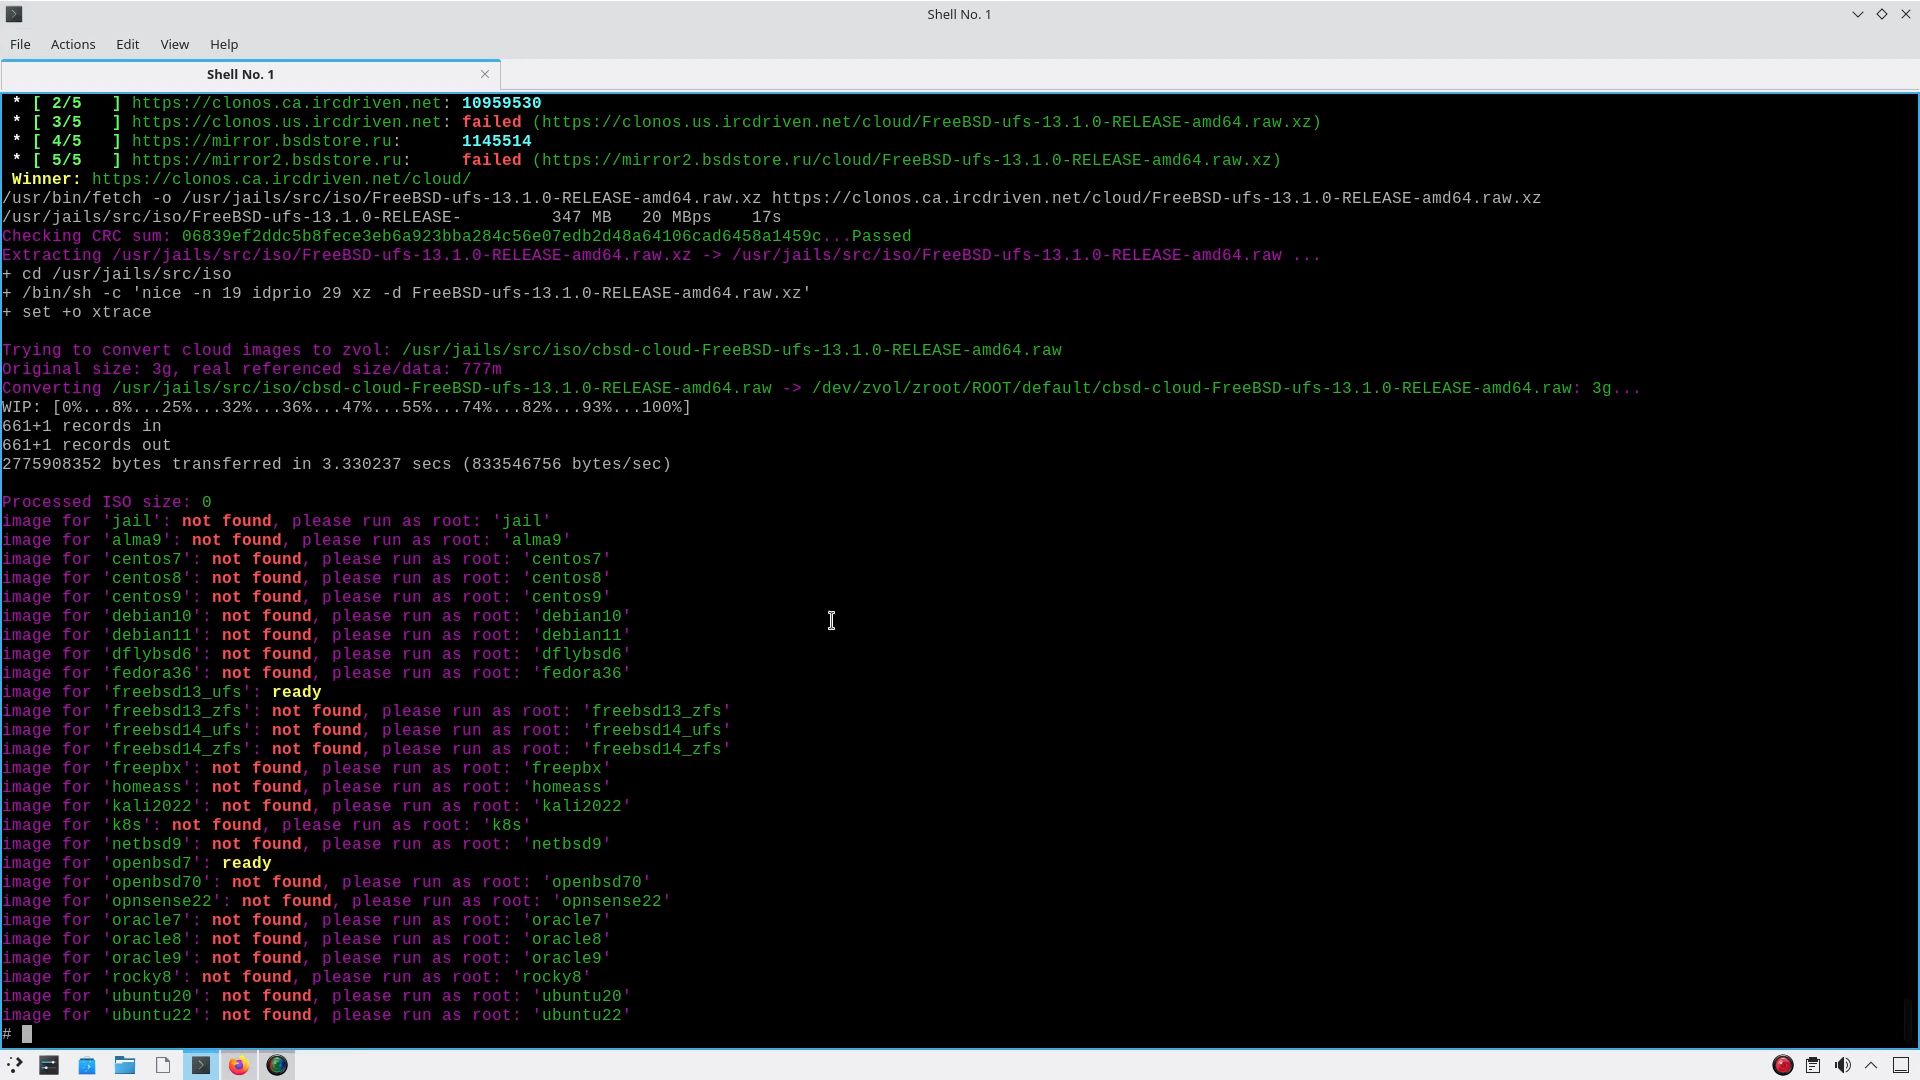 Shell No. 1
File Actions Edit View Help
Shell No. 1
* [ 2/5   ] https://clonos.ca.ircdriven.net: 10959530
* [ 3/5   ] https://clonos.us.ircdriven.net: failed (https://clonos.us.ircdriven.net/cloud/FreeBSD-ufs-13.1.0-RELEASE-amd64.raw.xz)
* [ 4/5   ] https://mirror.bsdstore.ru:      1145514
* [ 5/5   ] https://mirror2.bsdstore.ru:     failed (https://mirror2.bsdstore.ru/cloud/FreeBSD-ufs-13.1.0-RELEASE-amd64.raw.xz)
Winner: https://clonos.ca.ircdriven.net/cloud/
/usr/bin/fetch -o /usr/jails/src/iso/FreeBSD-ufs-13.1.0-RELEASE-amd64.raw.xz https://clonos.ca.ircdriven.net/cloud/FreeBSD-ufs-13.1.0-RELEASE-amd64.raw.xz
/usr/jails/src/iso/FreeBSD-ufs-13.1.0-RELEASE-         347 MB   20 MBps    17s
Checking CRC sum: 06839ef2ddc5b8fece3eb6a923bba284c56e07edb2d48a64106cad6458a1459c...Passed
Extracting /usr/jails/src/iso/FreeBSD-ufs-13.1.0-RELEASE-amd64.raw.xz -> /usr/jails/src/iso/FreeBSD-ufs-13.1.0-RELEASE-amd64.raw ...
+ cd /usr/jails/src/iso
+ /bin/sh -c 'nice -n 19 idprio 29 xz -d FreeBSD-ufs-13.1.0-RELEASE-amd64.raw.xz'
+ set +o xtrace
Trying to convert cloud images to zvol: /usr/jails/src/iso/cbsd-cloud-FreeBSD-ufs-13.1.0-RELEASE-amd64.raw
Original size: 3g, real referenced size/data: 777m
Converting /usr/jails/src/iso/cbsd-cloud-FreeBSD-ufs-13.1.0-RELEASE-amd64.raw -> /dev/zvol/zroot/ROOT/default/cbsd-cloud-FreeBSD-ufs-13.1.0-RELEASE-amd64.raw: 3g...
WIP: [0%...8%...25%...32%...36%...47%...55%...74%...82%...93%...100%]
661+1 records in
661+1 records out
2775908352 bytes transferred in 3.330237 secs (833546756 bytes/sec)
Processed ISO size: 0
image for 'jail': not found, please run as root: 'jail'
image for 'alma9': not found, please run as root: 'alma9'
image for 'centos7': not found, please run as root: 'centos7'
image for 'centos8': not found, please run as root: 'centos8'
image for 'centos9': not found, please run as root: 'centos9'
image for 'debian10': not found, please run as root: 'debian10'
image for 'debian11': not found, please run as root: 'debian11'
image for 'dflybsd6': not found, please run as root: 'dflybsd6'
image for 'fedora36': not found, please run as root: 'fedora36'
image for 'freebsd13_ufs': ready
image for 'freebsd13_zfs': not found, please run as root: 'freebsd13_zfs'
image for 'freebsd14_ufs': not found, please run as root: 'freebsd14_ufs'
image for 'freebsd14_zfs': not found, please run as root: 'freebsd14_zfs'
image for 'freepbx': not found, please run as root: 'freepbx'
image for 'homeass': not found, please run as root: 'homeass'
image for 'kali2022': not found, please run as root: 'kali2022'
image for 'k8s': not found, please run as root: 'k8s'
image for 'netbsd9': not found, please run as root: 'netbsd9'
image for 'openbsd7': ready
image for 'openbsd70': not found, please run as root: 'openbsd70'
image for 'opnsense22': not found, please run as root: 'opnsense22'
image for 'oracle7': not found, please run as root: 'oracle7'
image for 'oracle8': not found, please run as root: 'oracle8'
image for 'oracle9': not found, please run as root: 'oracle9'
image for 'rocky8': not found, please run as root: 'rocky8'
image for 'ubuntu20': not found, please run as root: 'ubuntu20'
image for 'ubuntu22': not found, please run as root: 'ubuntu22'
#